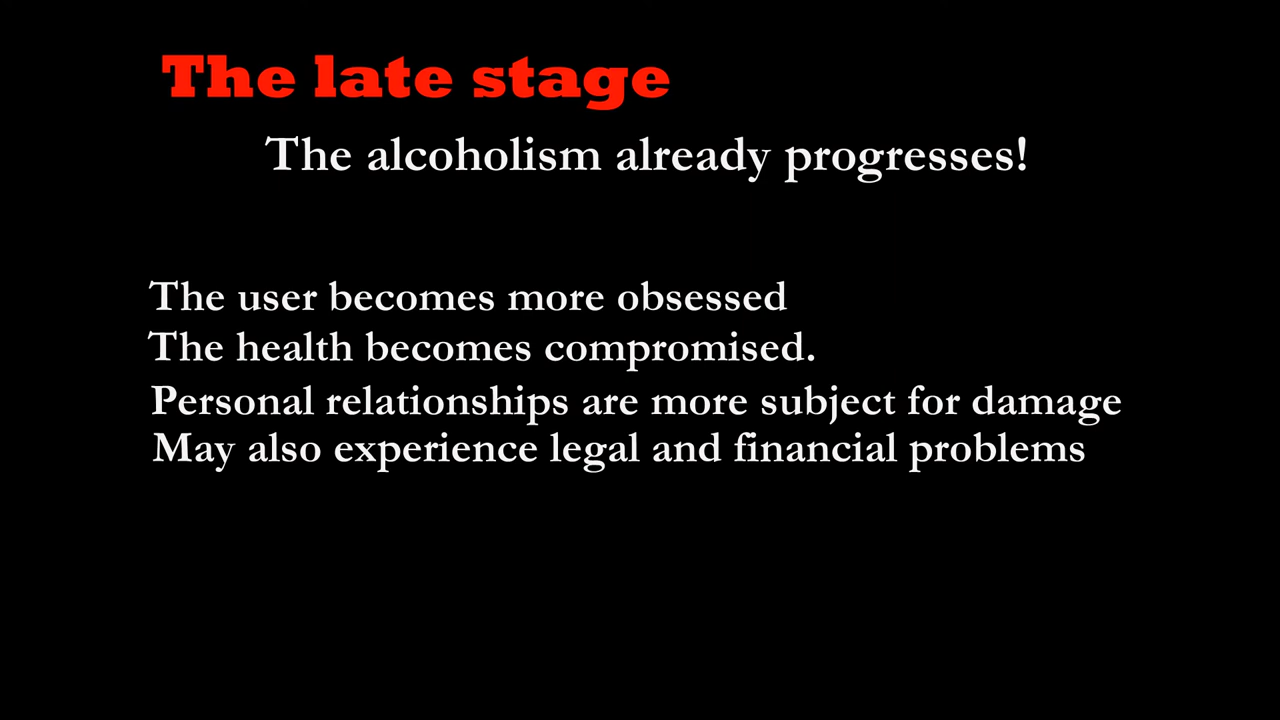 The late stage
The alcoholism already progresses!
The user becomes more obsessed
The health becomes compromised.
Personal relationships are more subject for damage
May also experience legal and financial problems